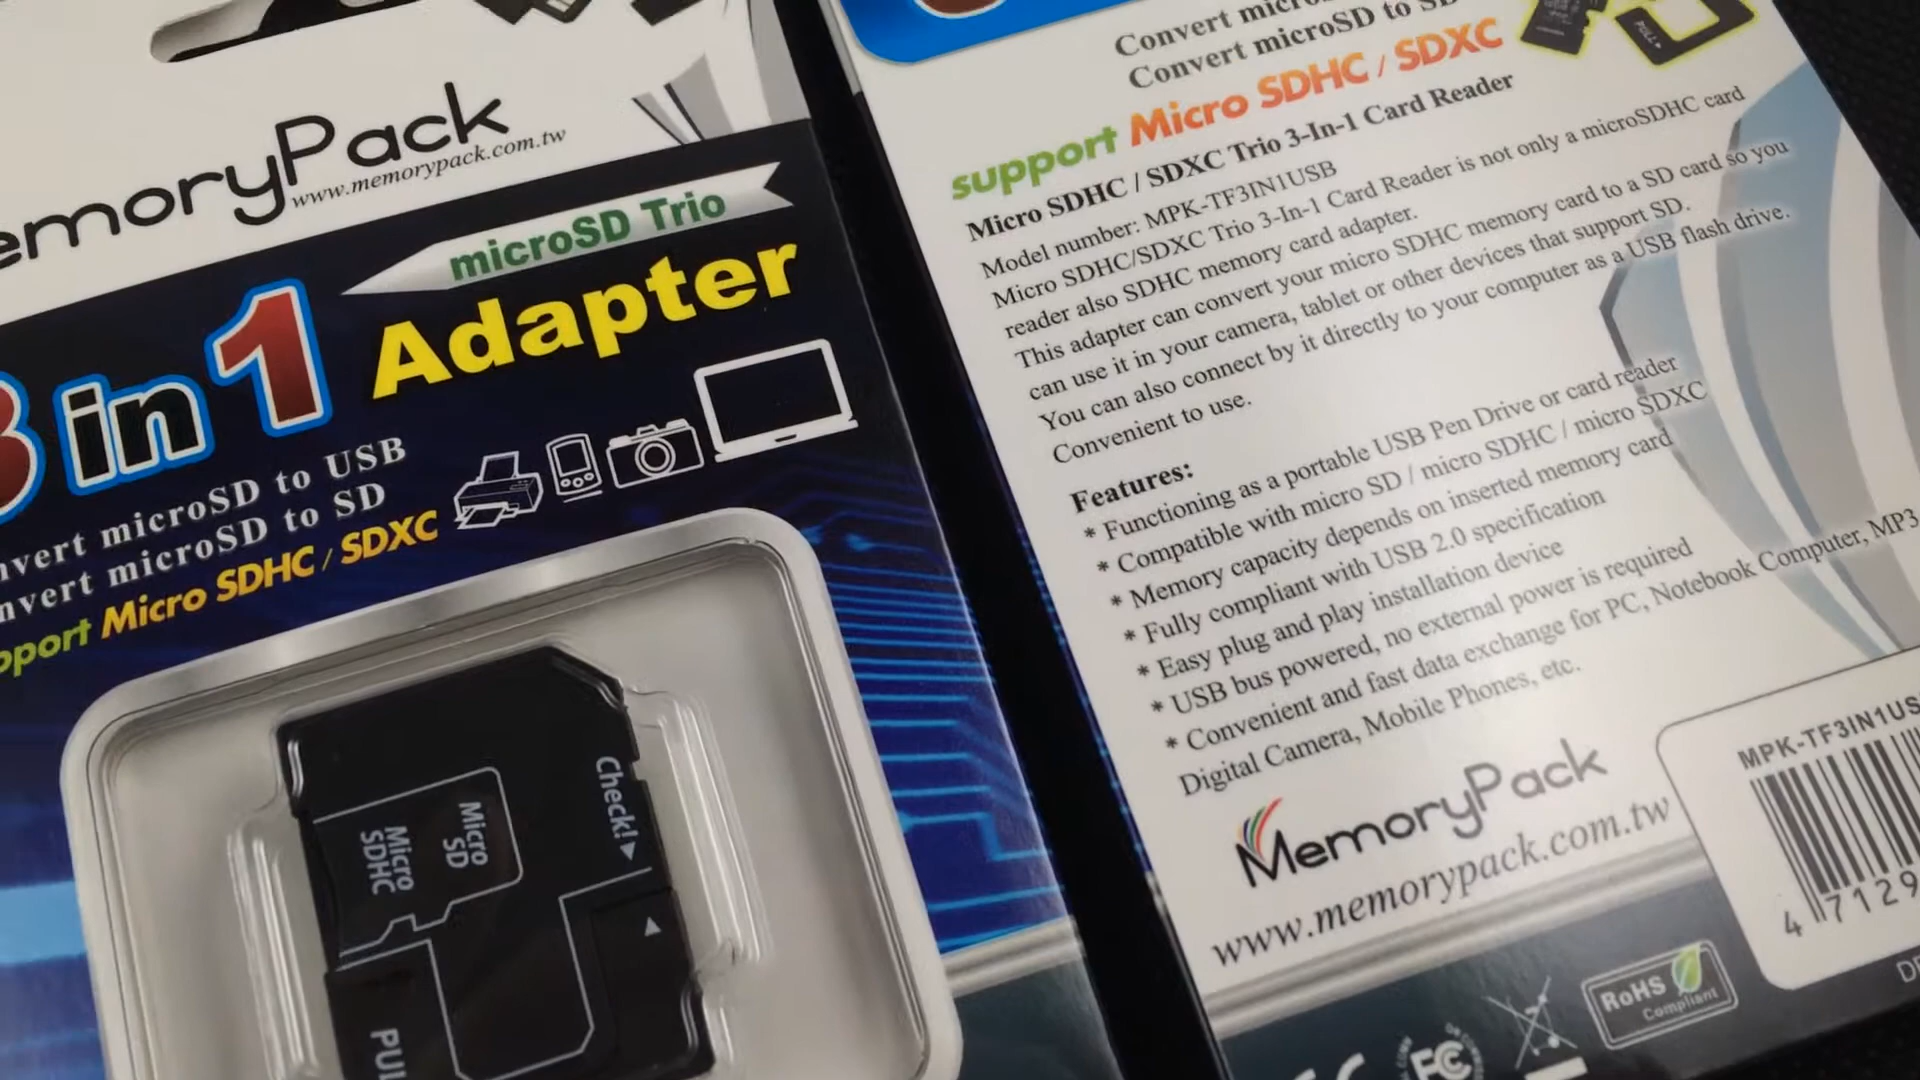 emoryPack
www.memorypack.com.tw
microSD Trio
3 in 1 Adapter
nvert microSD to USB
nvert microSD to SD
pport Micro SDHC / SDXC
Check!
Micro
SD
Micro
SDHC
PUL
Convert micro
Convert microSD to SD
support Micro SDHC / SDXC
PULL
Micro SDHC / SDXC Trio 3-In-1 Card Reader
Model number: MPK-TF3IN1USB
Micro SDHC/SDXC Trio 3-In-1 Card Reader is not only a microSDHC card
reader also SDHC memory card adapter.
This adapter can convert your micro SDHC memory card to a SD card so you
can use it in your camera, tablet or other devices that support SD.
You can also connect by it directly to your computer as a USB flash drive.
Convenient to use.
Features:
* Functioning as a portable USB Pen Drive or card reader
* Compatible with micro SD / micro SDHC / micro SDXC
* Memory capacity depends on inserted memory card
* Fully compliant with USB 2.0 specification
* Easy plug and play installation device
* USB bus powered, no external power is required
* Convenient and fast data exchange for PC, Notebook Computer, MP3
Digital Camera, Mobile Phones, etc.
MemoryPack
www.memorypack.com.tw
MPK-TF3IN1US
4 7129
RoHS
Compliant
FC